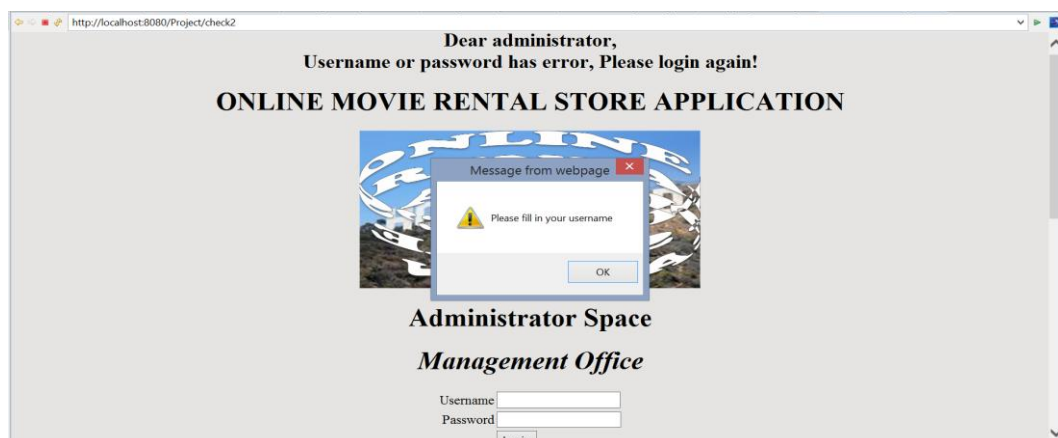 http://localhost:8080/Project/check2
Dear administrator,
Username or password has error, Please login again!
ONLINE MOVIE RENTAL STORE APPLICATION
ONLINE
Message from webpage
Please fill in your username
OK
Administrator Space
Management Office
Username
Password